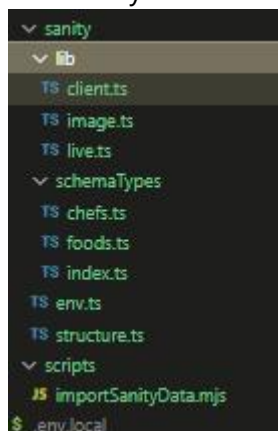 sanity
lib
TS client.ts
TS image.ts
TS live.ts
schemaTypes
TS chefs.ts
TS foods.ts
TS index.ts
TS env.ts
TS structure.ts
scripts
JS importSanityData.mjs
$ .env.local